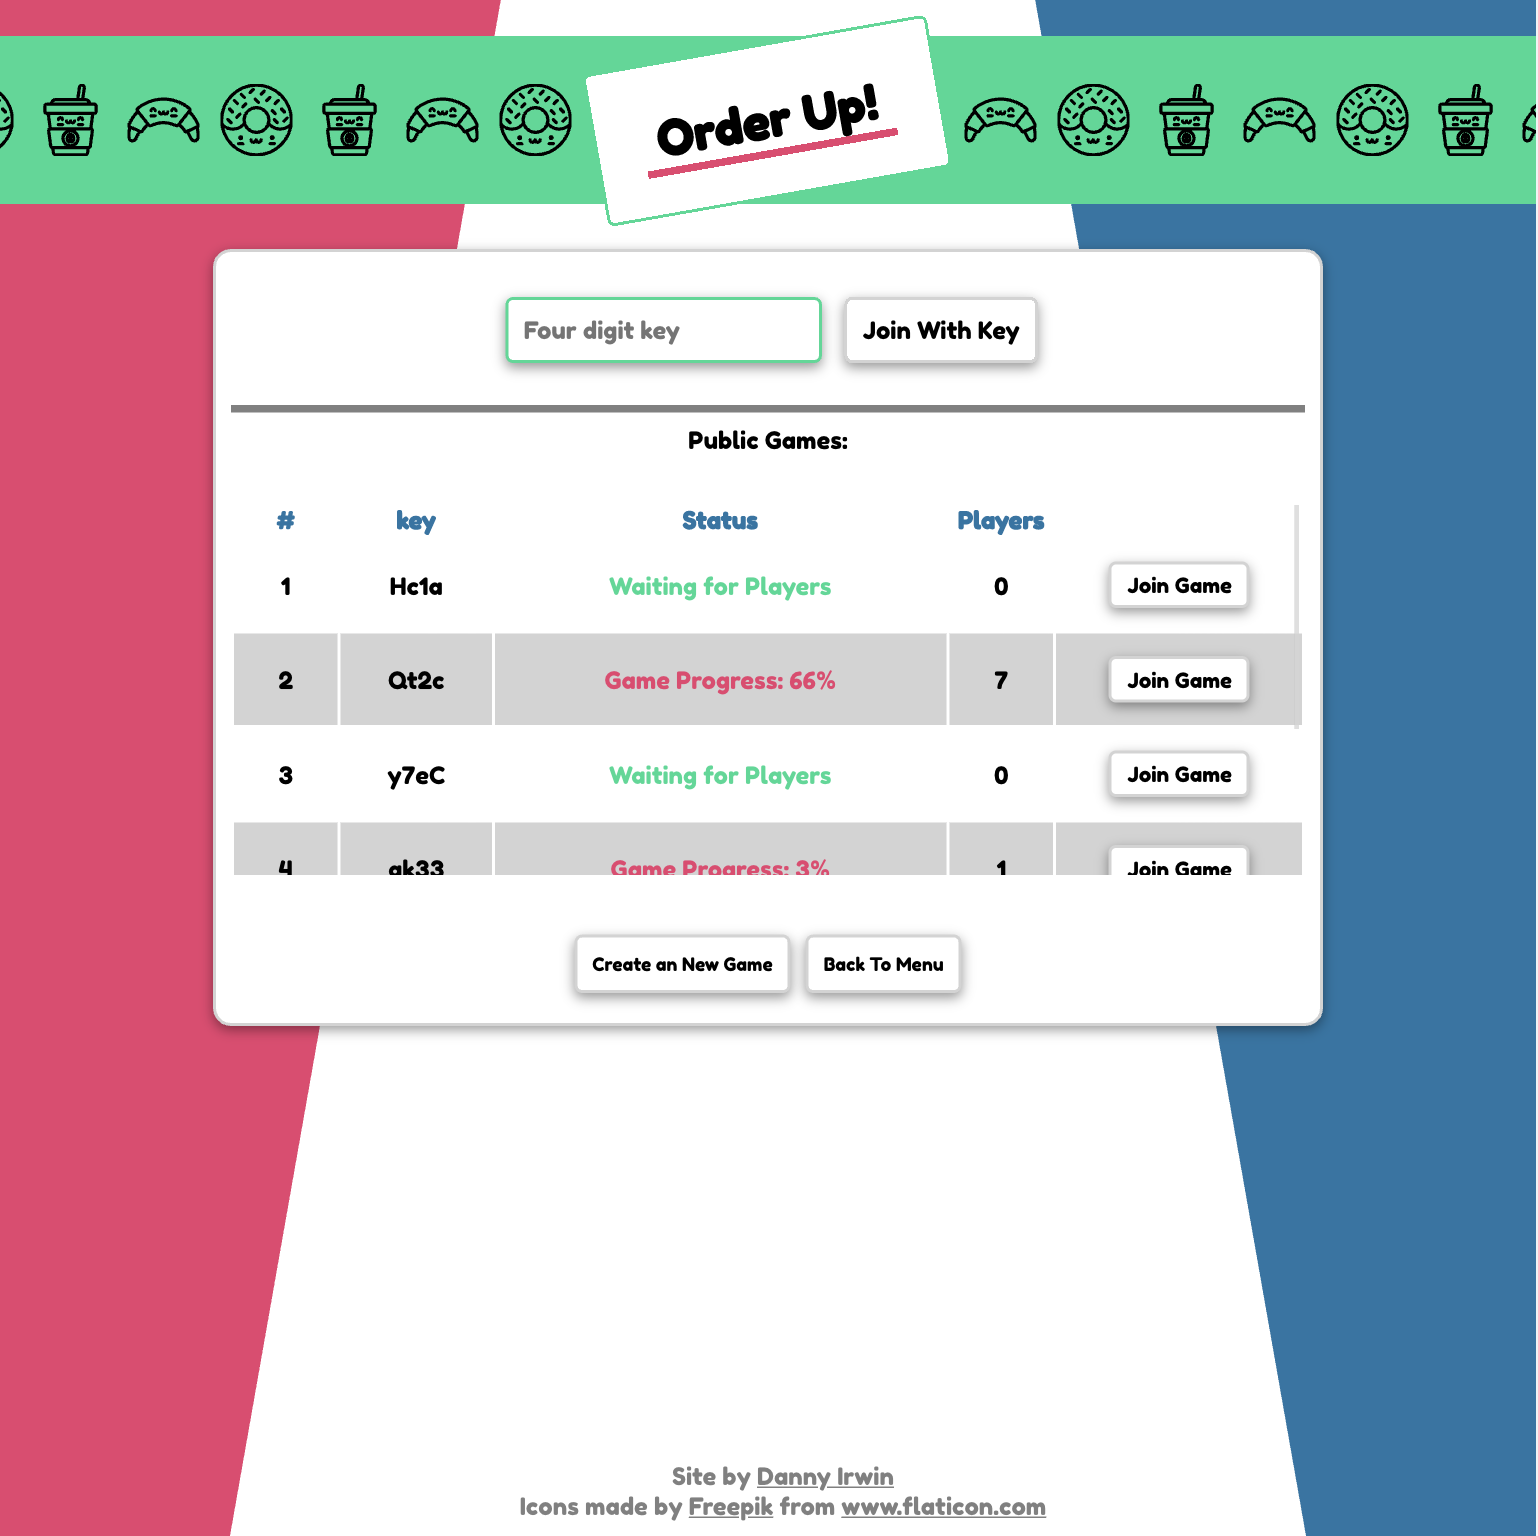 Order Up!
Four digit key Join With Key
Public Games:
# key Status Players
1 Hc1a Waiting for Players 0 Join Game
2 Qt2c Game Progress: 66% 7 Join Game
3 y7eC Waiting for Players 0 Join Game
4 Game Progress: 3% 1 Join Game
Create an New Game Back To Menu
Site by Danny Irwin
Icons made by Freepik from www.flaticon.com